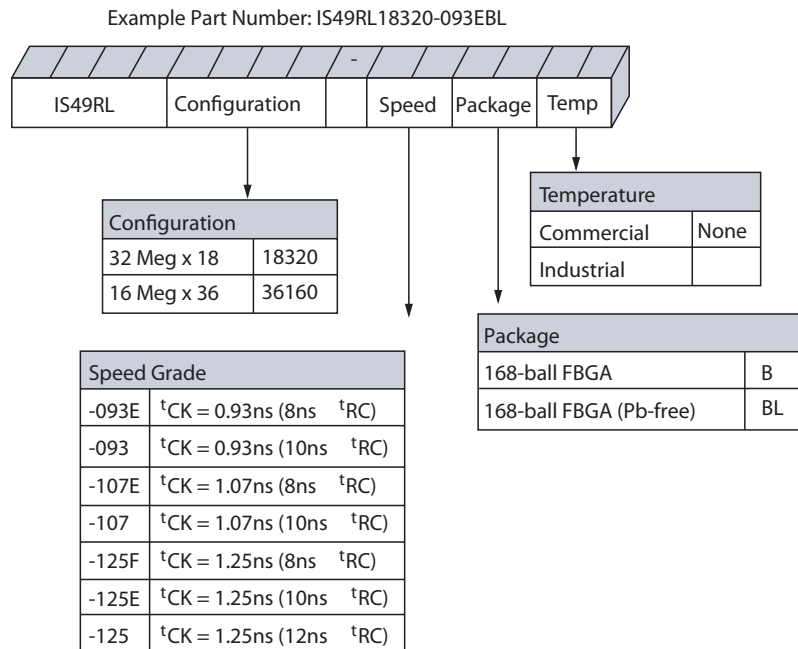 Example Part Number: IS49RL18320-093EBL
-
IS49RL Configuration Speed Package Temp
Configuration
32 Meg x 18 18320
16 Meg x 36 36160
Temperature
Commercial None
Industrial
Package
168-ball FBGA B
168-ball FBGA (Pb-free) BL
Speed Grade
-093E tCK = 0.93ns (8ns tRC)
-093 tCK = 0.93ns (10ns tRC)
-107E tCK = 1.07ns (8ns tRC)
-107 tCK = 1.07ns (10ns tRC)
-125F tCK = 1.25ns (8ns tRC)
-125E tCK = 1.25ns (10ns tRC)
-125 tCK = 1.25ns (12ns tRC)